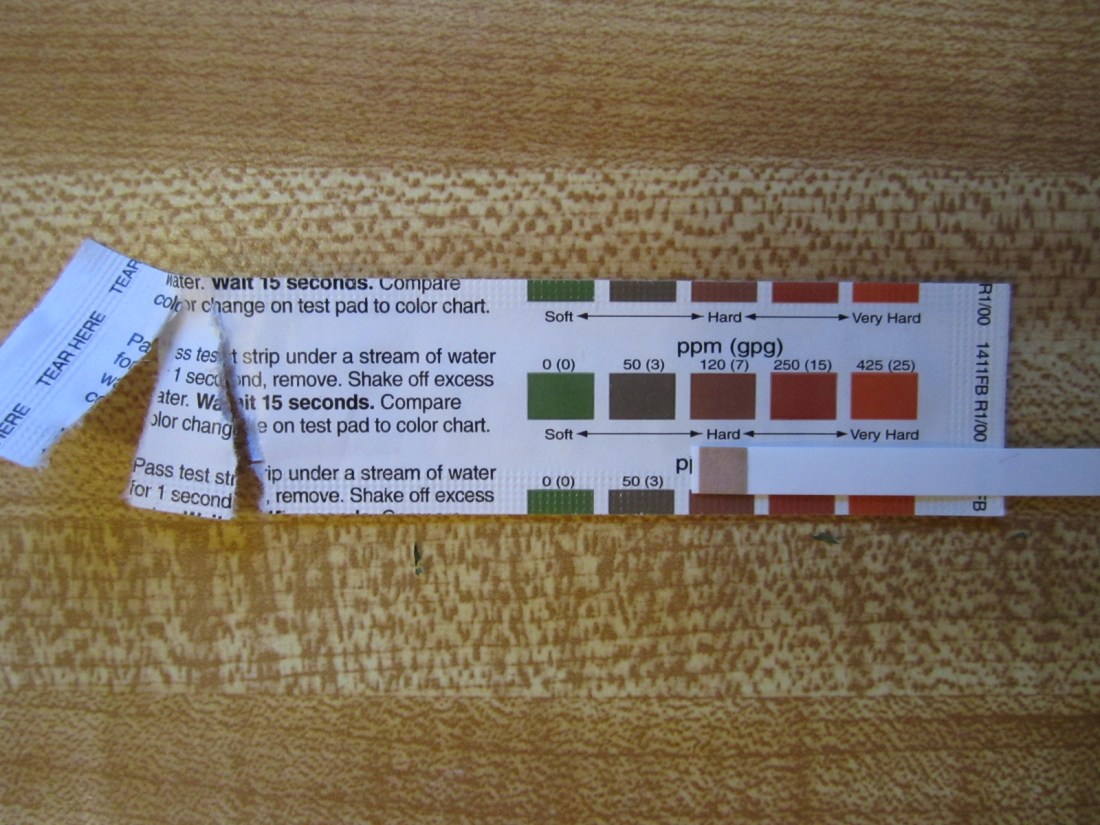 TEAR
TEAR HERE
HERE
water. Wait 15 seconds. Compare
color change on test pad to color chart.
Soft Hard Very Hard
Pass test strip under a stream of water
for 1 second, remove. Shake off excess
water. Wait 15 seconds. Compare
color change on test pad to color chart.
ppm (gpg)
0 (0) 50 (3) 120 (7) 250 (15) 425 (25)
Soft Hard Very Hard
Pass test strip under a stream of water
for 1 second, remove. Shake off excess
0 (0) 50 (3)
R1/00 1411FB R1/00
FB